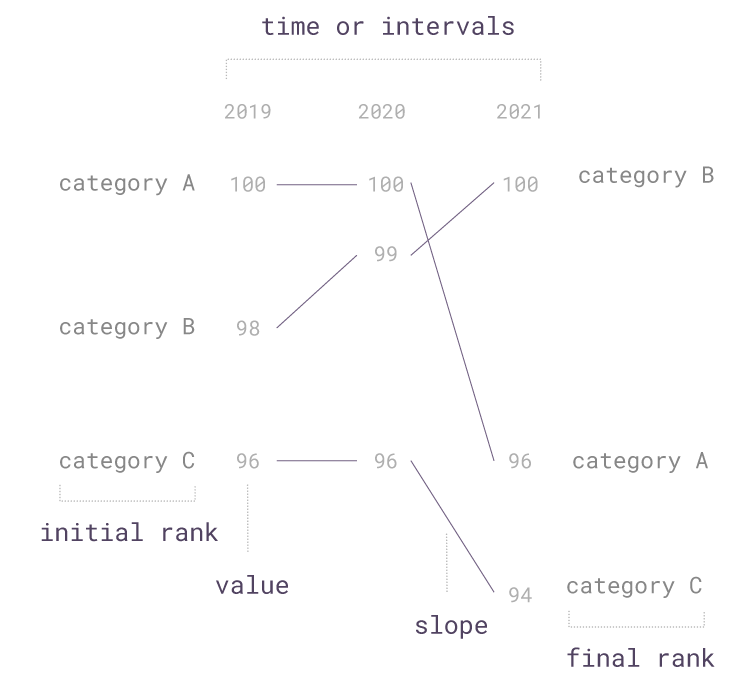 time or intervals
2019 2020 2021
category A 100 100 100 category B
99
category B 98
category C 96 96 96 category A
initial rank
value 94 category C
slope
final rank